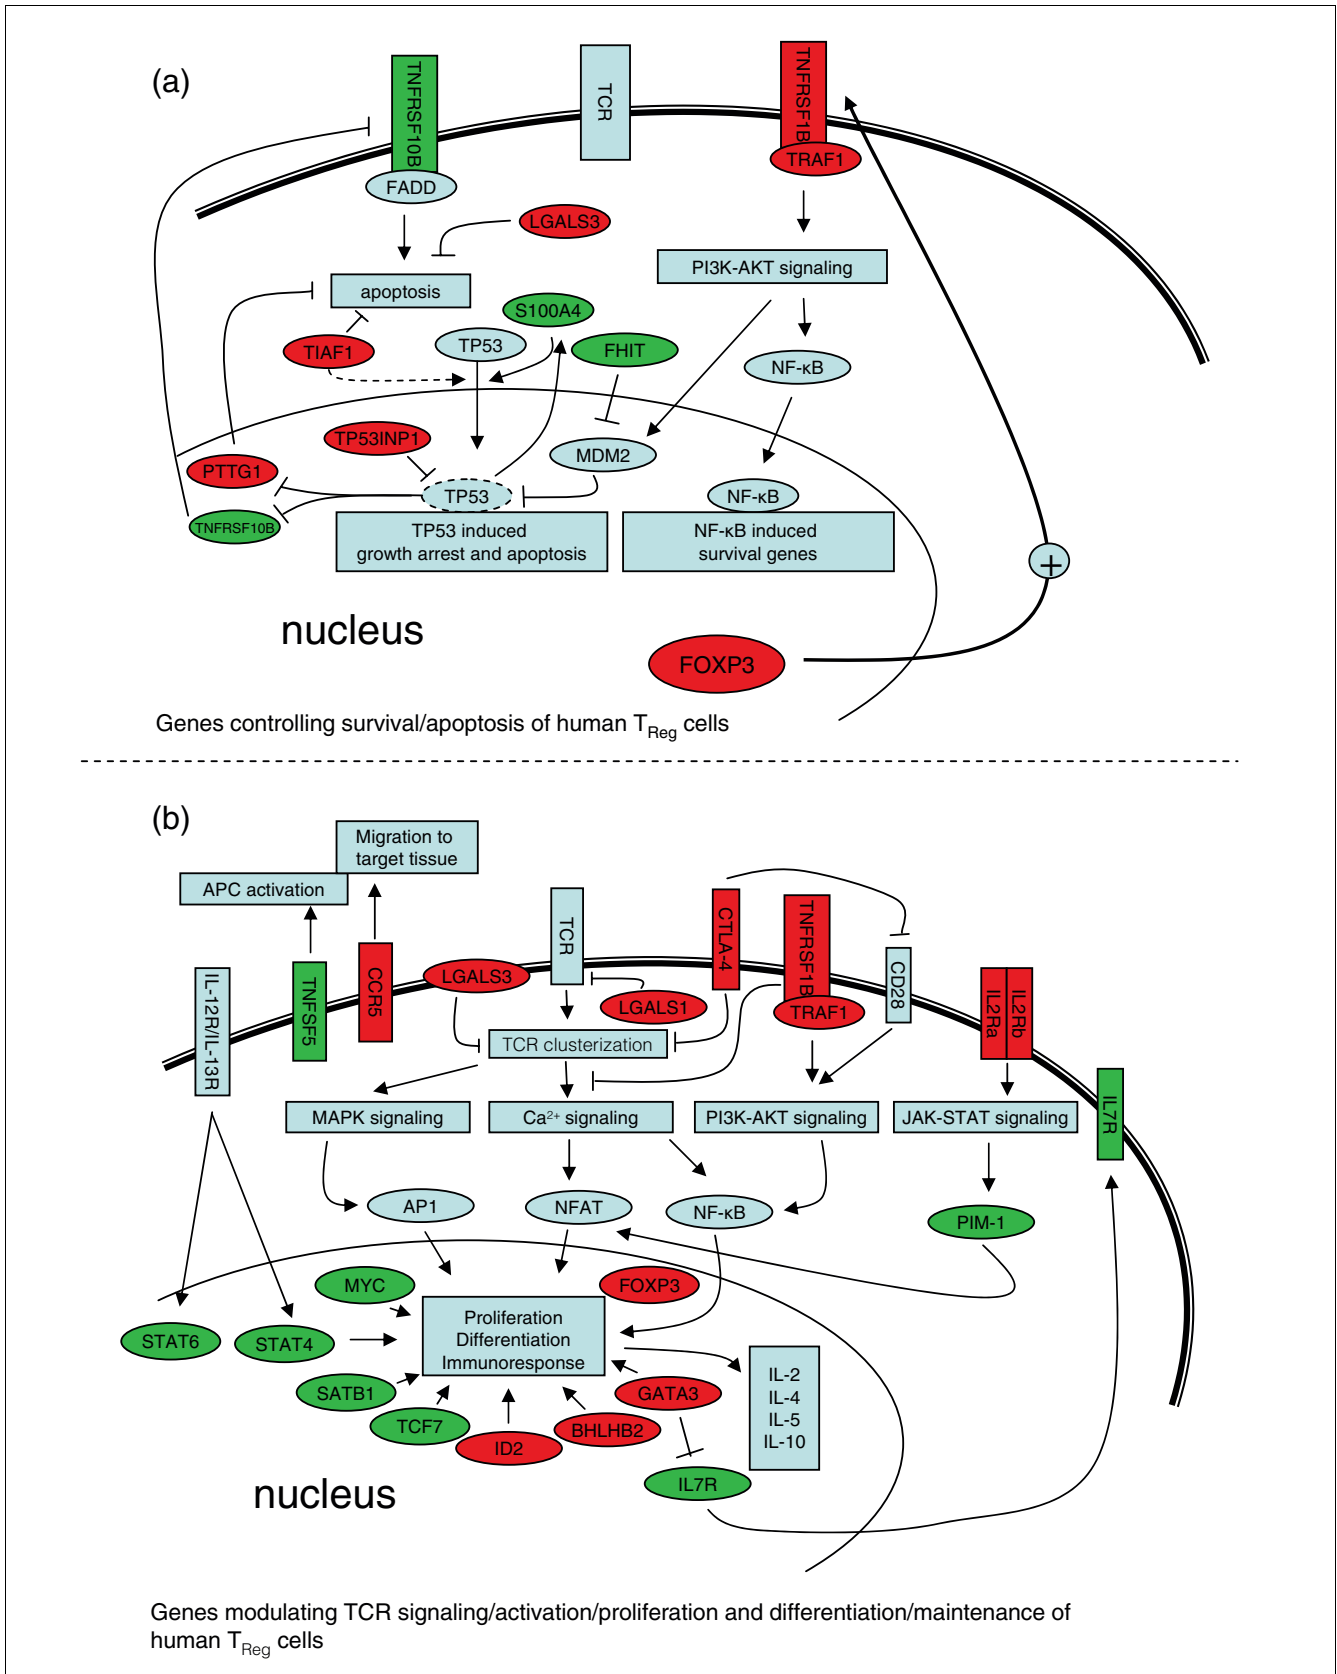 (a)
TNFRSF10B
TCR
TNFRSF1B
TRAF1
FADD
LGALS3
PI3K-AKT signaling
apoptosis
S100A4
TP53
TIAF1
FHIT
NF-κB
TP53INP1
MDM2
PTTG1
TP53
NF-κB
TNFRSF10B
TP53 induced
growth arrest and apoptosis
NF-κB induced
survival genes
+
nucleus
FOXP3
Genes controlling survival/apoptosis of human TReg cells
(b)
Migration to
target tissue
APC activation
TCR
CTLA-4
TNFRSF1B
CD28
IL-12R/IL-13R
TNFSF5
CCR5
LGALS3
LGALS1
TRAF1
IL2Ra
IL2Rb
TCR clusterization
IL7R
MAPK signaling
Ca2+ signaling
PI3K-AKT signaling
JAK-STAT signaling
AP1
NFAT
NF-κB
PIM-1
MYC
FOXP3
STAT6
STAT4
Proliferation
Differentiation
Immunoresponse
SATB1
TCF7
ID2
BHLHB2
GATA3
IL-2
IL-4
IL-5
IL-10
IL7R
nucleus
Genes modulating TCR signaling/activation/proliferation and differentiation/maintenance of
human TReg cells